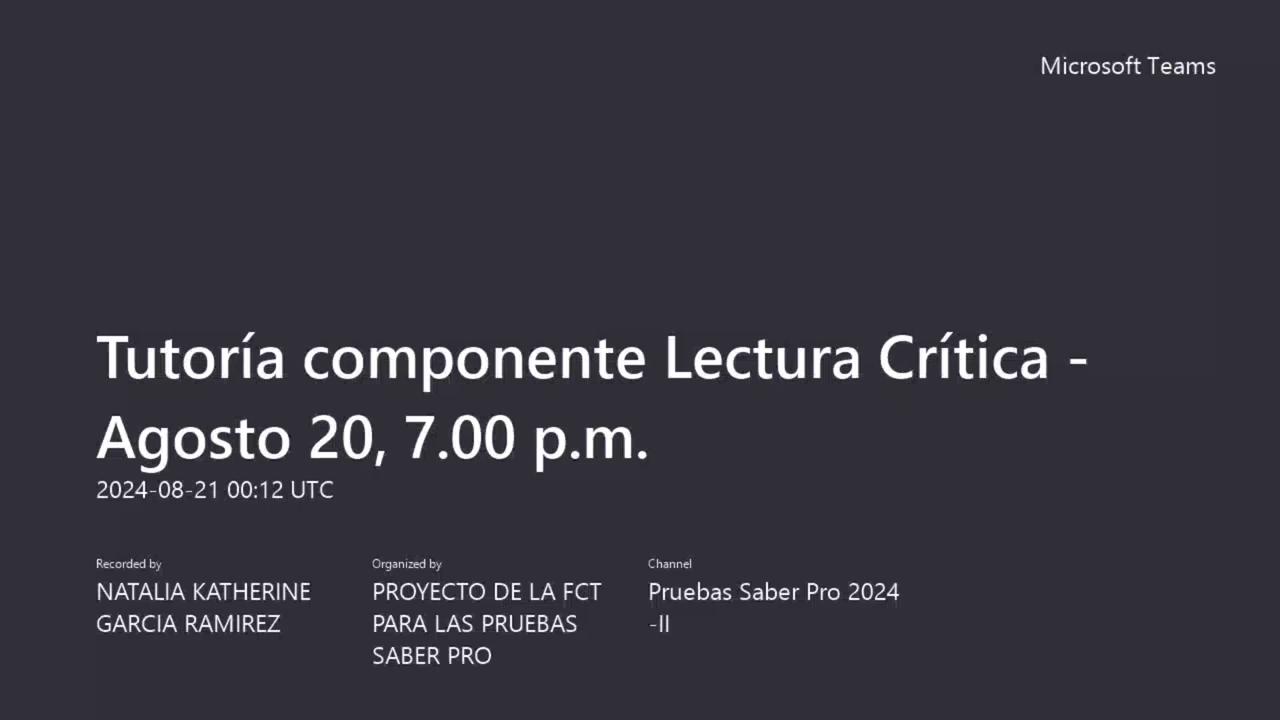 Microsoft Teams
Tutoría componente Lectura Crítica -
Agosto 20, 7.00 p.m.
2024-08-21 00:12 UTC
Recorded by
NATALIA KATHERINE
GARCIA RAMIREZ
Organized by
PROYECTO DE LA FCT
PARA LAS PRUEBAS
SABER PRO
Channel
Pruebas Saber Pro 2024
-II